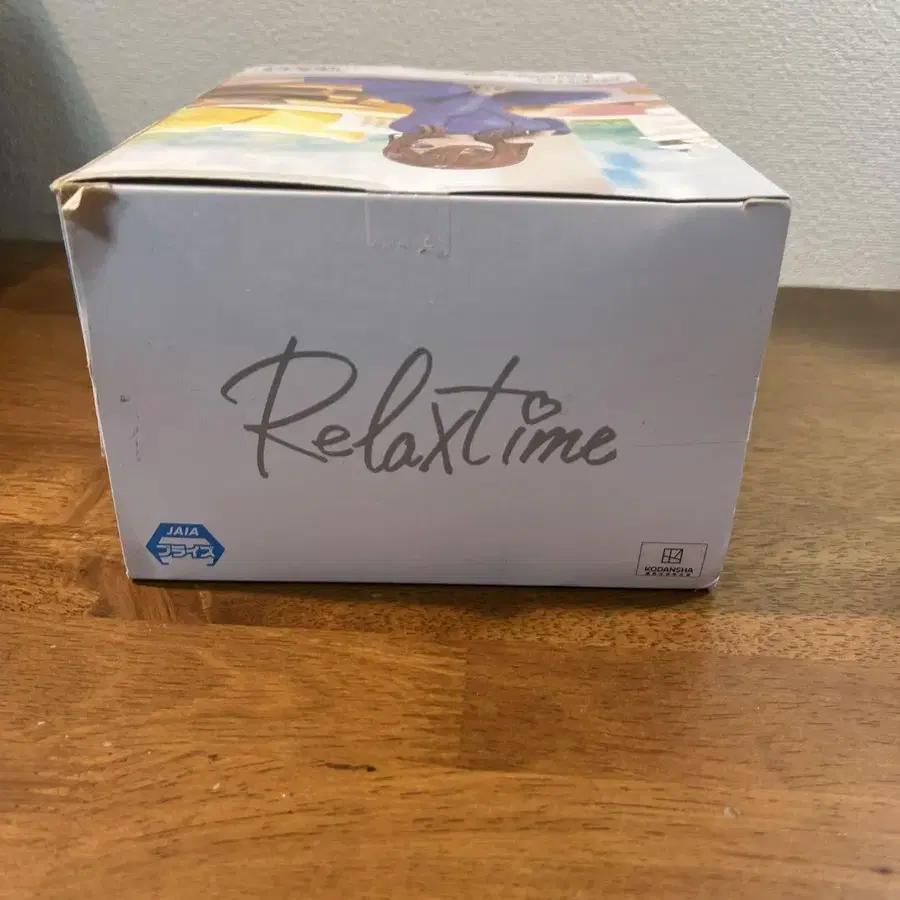 Relaxtime
JAIA
プライズ
KODANSHA